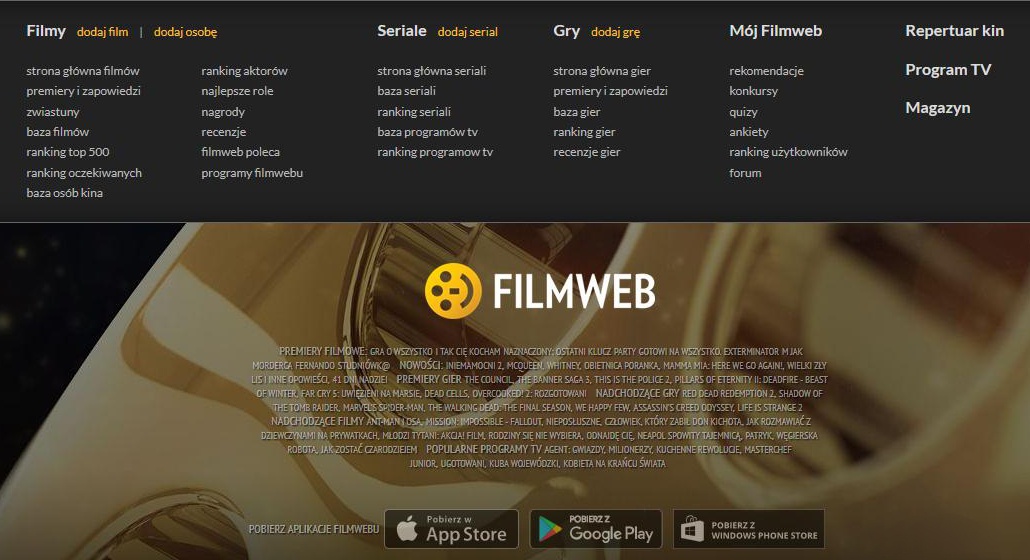 Filmy dodaj film | dodaj osobę
strona główna filmów
premiery i zapowiedzi
zwiastuny
baza filmów
ranking top 500
ranking oczekiwanych
baza osób kina
ranking aktorów
najlepsze role
nagrody
recenzje
filmweb poleca
programy filmwebu
Seriale dodaj serial
strona główna seriali
baza seriali
ranking seriali
baza programów tv
ranking programow tv
Gry dodaj grę
strona główna gier
premiery i zapowiedzi
baza gier
ranking gier
recenzje gier
Mój Filmweb
rekomendacje
konkursy
quizy
ankiety
ranking użytkowników
forum
Repertuar kin
Program TV
Magazyn
FILMWEB
PREMIERY FILMOWE: GRA O WSZYSTKO I TAK CIĘ KOCHAM NAZNACZONY: OSTATNI KLUCZ PARTY GOTOWI NA WSZYSTKO. EXTERMINATOR M JAK
MORDERCA FERNANDO STUDNIÓWK@ NOWOŚCI: INIEMAMOCNI 2, MCQUEEN, WHITNEY, OBIETNICA PORANKA, MAMMA MIA: HERE WE GO AGAIN!, WIELKI ZŁY
LIS I INNE OPOWIEŚCI, 41 DNI NADZIEI PREMIERY GIER THE COUNCIL, THE BANNER SAGA 3, THIS IS THE POLICE 2, PILLARS OF ETERNITY II: DEADFIRE - BEAST
OF WINTER, FAR CRY 5: UWIĘZIENI NA MARSIE, DEAD CELLS, OVERCOOKED! 2: ROZGOTOWANI NADCHODZĄCE GRY RED DEAD REDEMPTION 2, SHADOW OF
THE TOMB RAIDER, MARVEL'S SPIDER-MAN, THE WALKING DEAD: THE FINAL SEASON, WE HAPPY FEW, ASSASSIN'S CREED ODYSSEY, LIFE IS STRANGE 2
NADCHODZĄCE FILMY ANT-MAN I OSA, MISSION: IMPOSSIBLE - FALLOUT, NIEPOSŁUSZNE, CZŁOWIEK, KTÓRY ZABIŁ DON KICHOTA, JAK ROZMAWIAĆ Z
DZIEWCZYNAMI NA PRYWATKACH, MŁODZI TYTANI: AKCJA! FILM, RODZINY SIĘ NIE WYBIERA, ODNAJDĘ CIĘ, NEAPOL SPOWITY TAJEMNICĄ, PATRYK, WĘGIERSKA
ROBOTA, JAK ZOSTAĆ CZARODZIEJEM POPULARNE PROGRAMY TV AGENT: GWIAZDY, MILIONERZY, KUCHENNE REWOLUCJE, MASTERCHEF
JUNIOR, UGOTOWANI, KUBA WOJEWÓDZKI, KOBIETA NA KRAŃCU ŚWIATA
POBIERZ APLIKACJE FILMWEBU
Pobierz w
App Store
POBIERZ Z
Google Play
POBIERZ Z
WINDOWS PHONE STORE